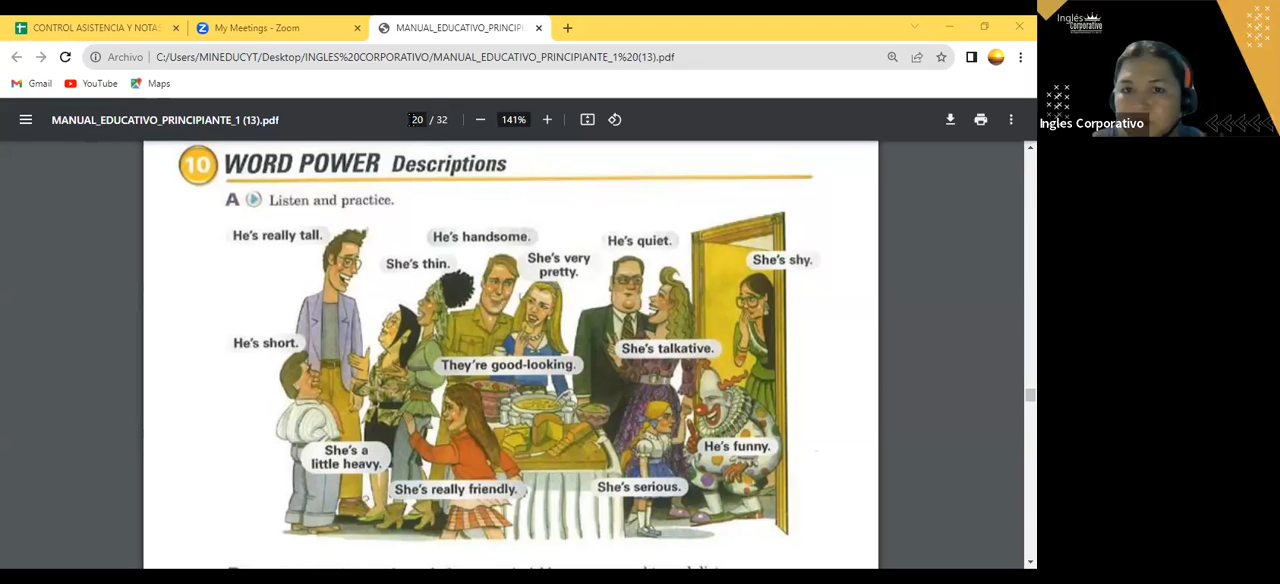 CONTROL ASISTENCIA Y NOTAS
My Meetings - Zoom
MANUAL_EDUCATIVO_PRINCIPI
Archivo
C:/Users/MINEDUCYT/Desktop/INGLES%20CORPORATIVO/MANUAL_EDUCATIVO_PRINCIPIANTE_1%20(13).pdf
Gmail
YouTube
Maps
MANUAL_EDUCATIVO_PRINCIPIANTE_1 (13).pdf
20 / 32
141%
Inglés
Corporativo
Ingles Corporativo
10 WORD POWER Descriptions
A Listen and practice.
He's really tall.
He's handsome.
He's quiet.
She's thin.
She's very
pretty.
She's shy.
He's short.
They're good-looking.
She's talkative.
She's a
little heavy.
He's funny.
She's really friendly.
She's serious.